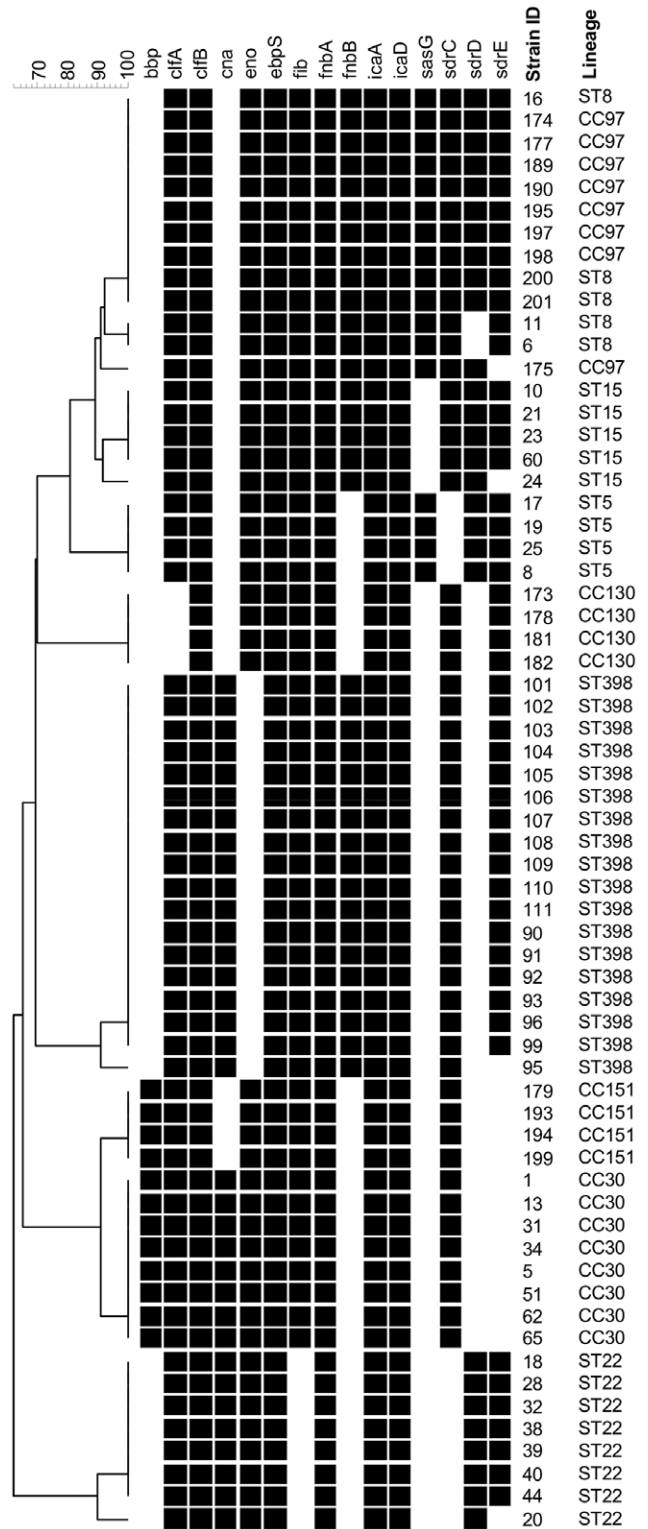 70 80 90 100 bbp clfA clfB cna eno ebpS fib fnbA fnbB icaA icaD sasG sdrC sdrD sdrE Strain ID Lineage
16 ST8
174 CC97
177 CC97
189 CC97
190 CC97
195 CC97
197 CC97
198 CC97
200 ST8
201 ST8
11 ST8
6 ST8
175 CC97
10 ST15
21 ST15
23 ST15
60 ST15
24 ST15
17 ST5
19 ST5
25 ST5
8 ST5
173 CC130
178 CC130
181 CC130
182 CC130
101 ST398
102 ST398
103 ST398
104 ST398
105 ST398
106 ST398
107 ST398
108 ST398
109 ST398
110 ST398
111 ST398
90 ST398
91 ST398
92 ST398
93 ST398
96 ST398
99 ST398
95 ST398
179 CC151
193 CC151
194 CC151
199 CC151
1 CC30
13 CC30
31 CC30
34 CC30
5 CC30
51 CC30
62 CC30
65 CC30
18 ST22
28 ST22
32 ST22
38 ST22
39 ST22
40 ST22
44 ST22
20 ST22